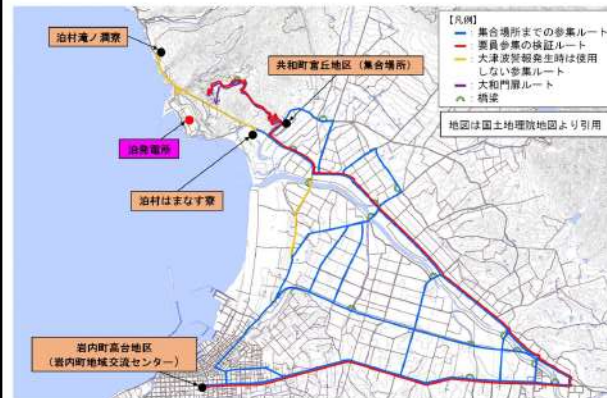 泊村滝ノ澗寮
共和町宮丘地区(集合場所)
【凡例】
:集合場所までの参集ルート
:要員参集の検証ルート
:大津波警報発生時は使用
しない参集ルート
:大和門扉ルート
:橋梁
地図は国土地理院地図より引用
泊発電所
泊村はまなす寮
岩内町高台地区
(岩内町地域交流センター)